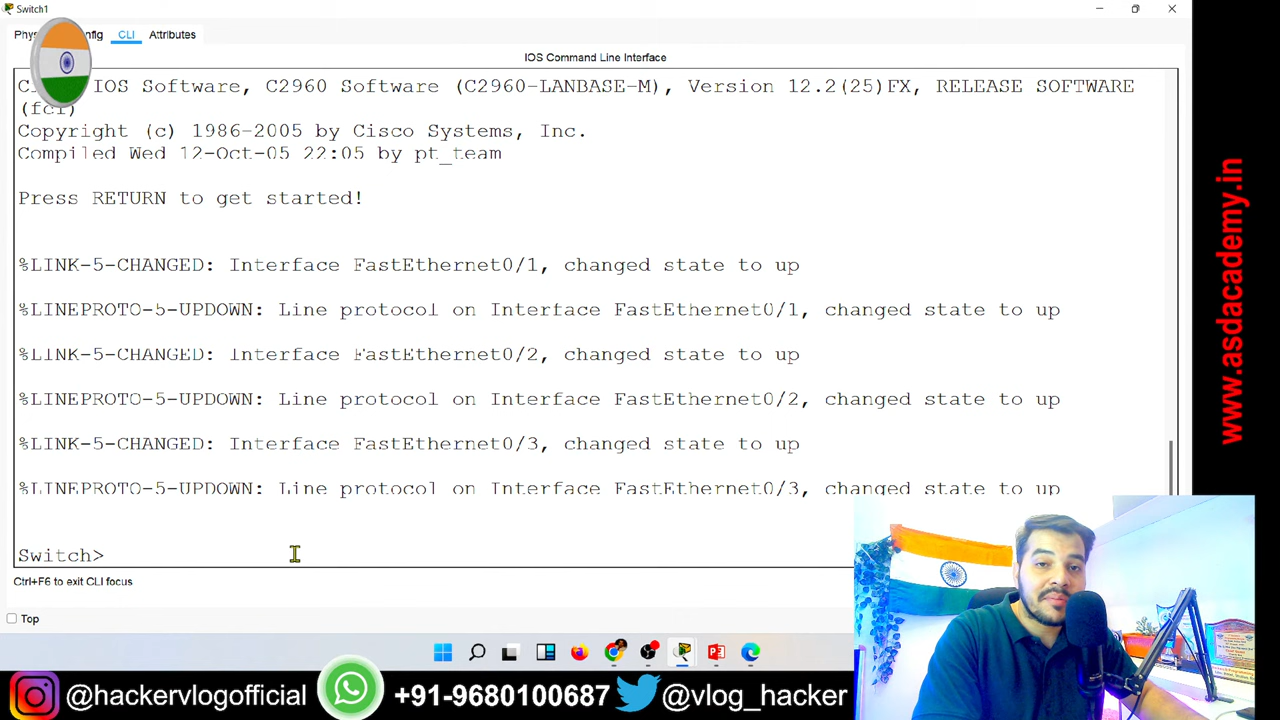 Switch1
Phys
nfig
CLI
Attributes
IOS Command Line Interface
C IOS Software, C2960 Software (C2960-LANBASE-M), Version 12.2(25)FX, RELEASE SOFTWARE
(fc1)
Copyright (c) 1986-2005 by Cisco Systems, Inc.
Compiled Wed 12-Oct-05 22:05 by pt_team
Press RETURN to get started!
%LINK-5-CHANGED: Interface FastEthernet0/1, changed state to up
%LINEPROTO-5-UPDOWN: Line protocol on Interface FastEthernet0/1, changed state to up
%LINK-5-CHANGED: Interface FastEthernet0/2, changed state to up
%LINEPROTO-5-UPDOWN: Line protocol on Interface FastEthernet0/2, changed state to up
%LINK-5-CHANGED: Interface FastEthernet0/3, changed state to up
%LINEPROTO-5-UPDOWN: Line protocol on Interface FastEthernet0/3, changed state to up
Switch>
Ctrl+F6 to exit CLI focus
Top
www.asdacademy.in
@hackervlogofficial
+91-9680100687
@vlog_hacker